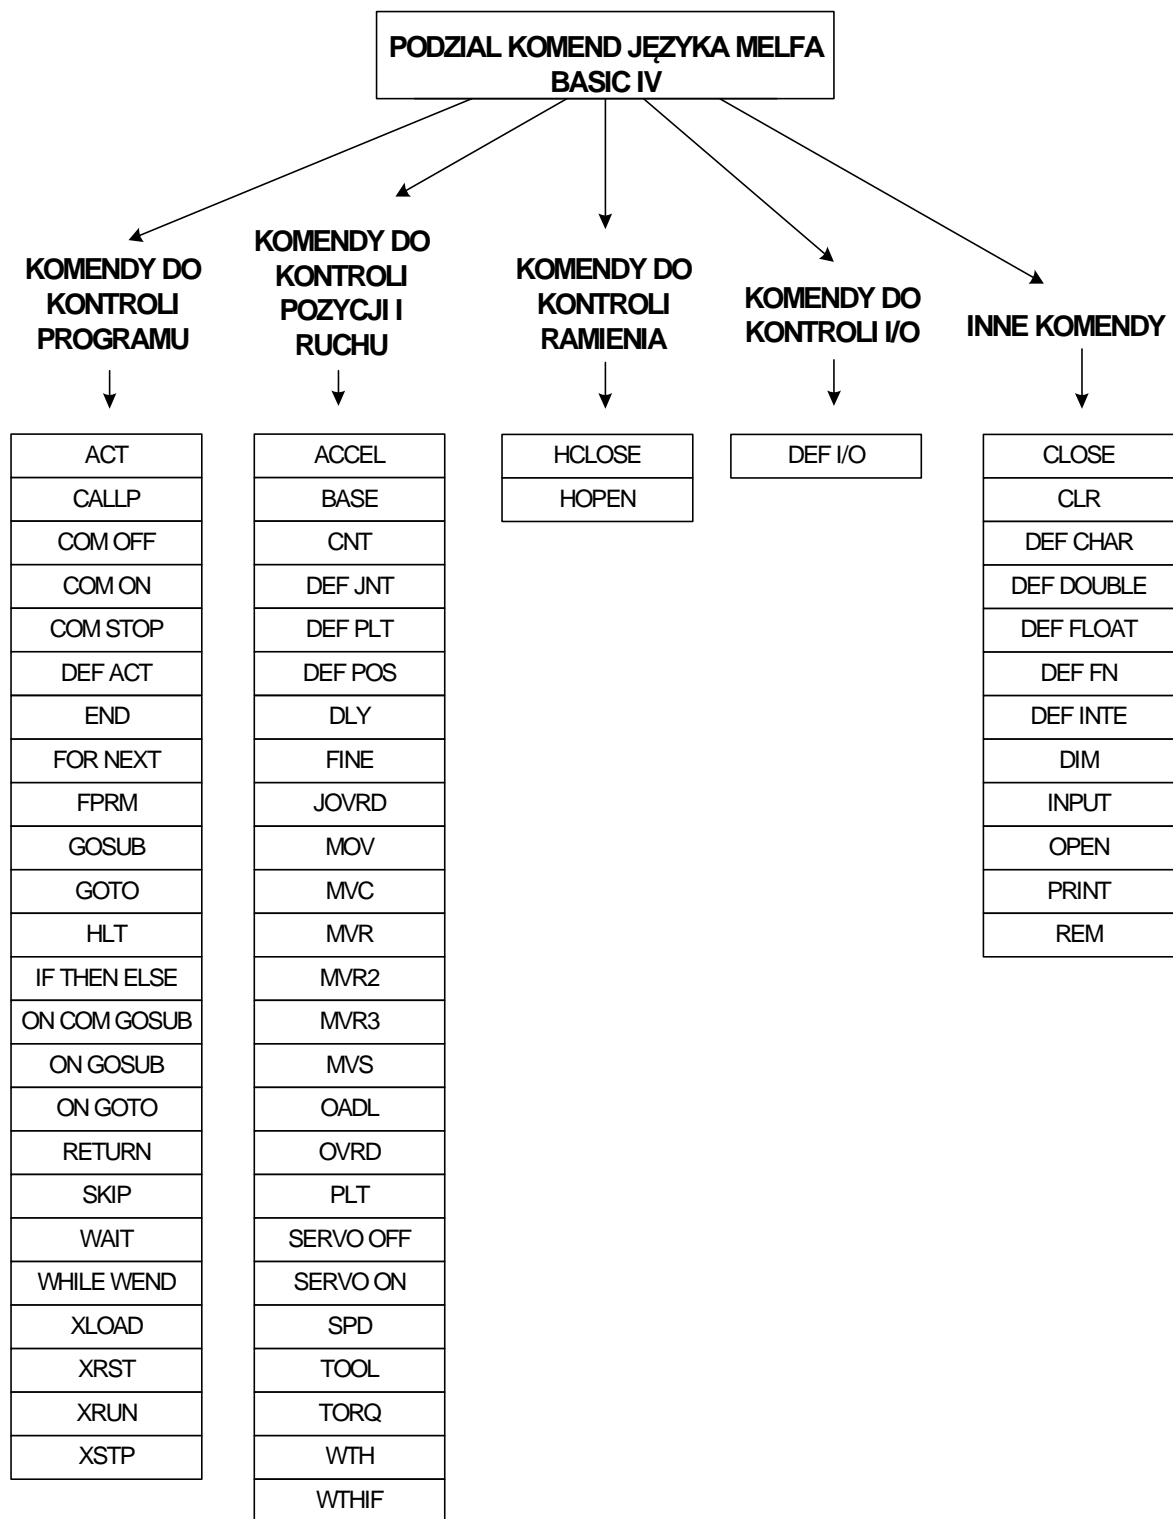 PODZIAL KOMEND JĘZYKA MELFA
BASIC IV
KOMENDY DO
KONTROLI
PROGRAMU
ACT
CALLP
COM OFF
COM ON
COM STOP
DEF ACT
END
FOR NEXT
FPRM
GOSUB
GOTO
HLT
IF THEN ELSE
ON COM GOSUB
ON GOSUB
ON GOTO
RETURN
SKIP
WAIT
WHILE WEND
XLOAD
XRST
XRUN
XSTP
KOMENDY DO
KONTROLI
POZYCJI I
RUCHU
ACCEL
BASE
CNT
DEF JNT
DEF PLT
DEF POS
DLY
FINE
JOVRD
MOV
MVC
MVR
MVR2
MVR3
MVS
OADL
OVRD
PLT
SERVO OFF
SERVO ON
SPD
TOOL
TORQ
WTH
WTHIF
KOMENDY DO
KONTROLI
RAMIENIA
HCLOSE
HOPEN
KOMENDY DO
KONTROLI I/O
DEF I/O
INNE KOMENDY
CLOSE
CLR
DEF CHAR
DEF DOUBLE
DEF FLOAT
DEF FN
DEF INTE
DIM
INPUT
OPEN
PRINT
REM